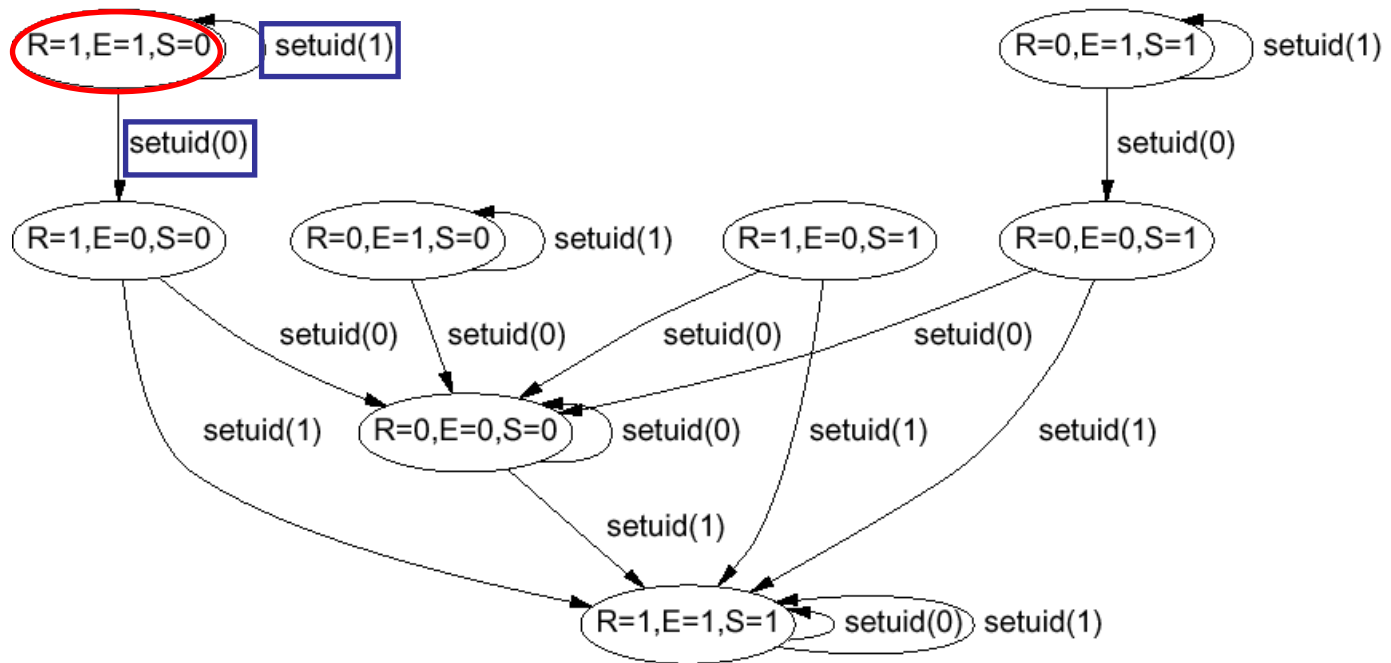 R=1,E=1,S=0
setuid(1)
R=0,E=1,S=1
setuid(1)
setuid(0)
setuid(0)
R=1,E=0,S=0
R=0,E=1,S=0
setuid(1)
R=1,E=0,S=1
R=0,E=0,S=1
setuid(0)
setuid(0)
setuid(0)
setuid(0)
setuid(1)
R=0,E=0,S=0
setuid(0)
setuid(1)
setuid(1)
setuid(1)
R=1,E=1,S=1
setuid(0)
setuid(1)